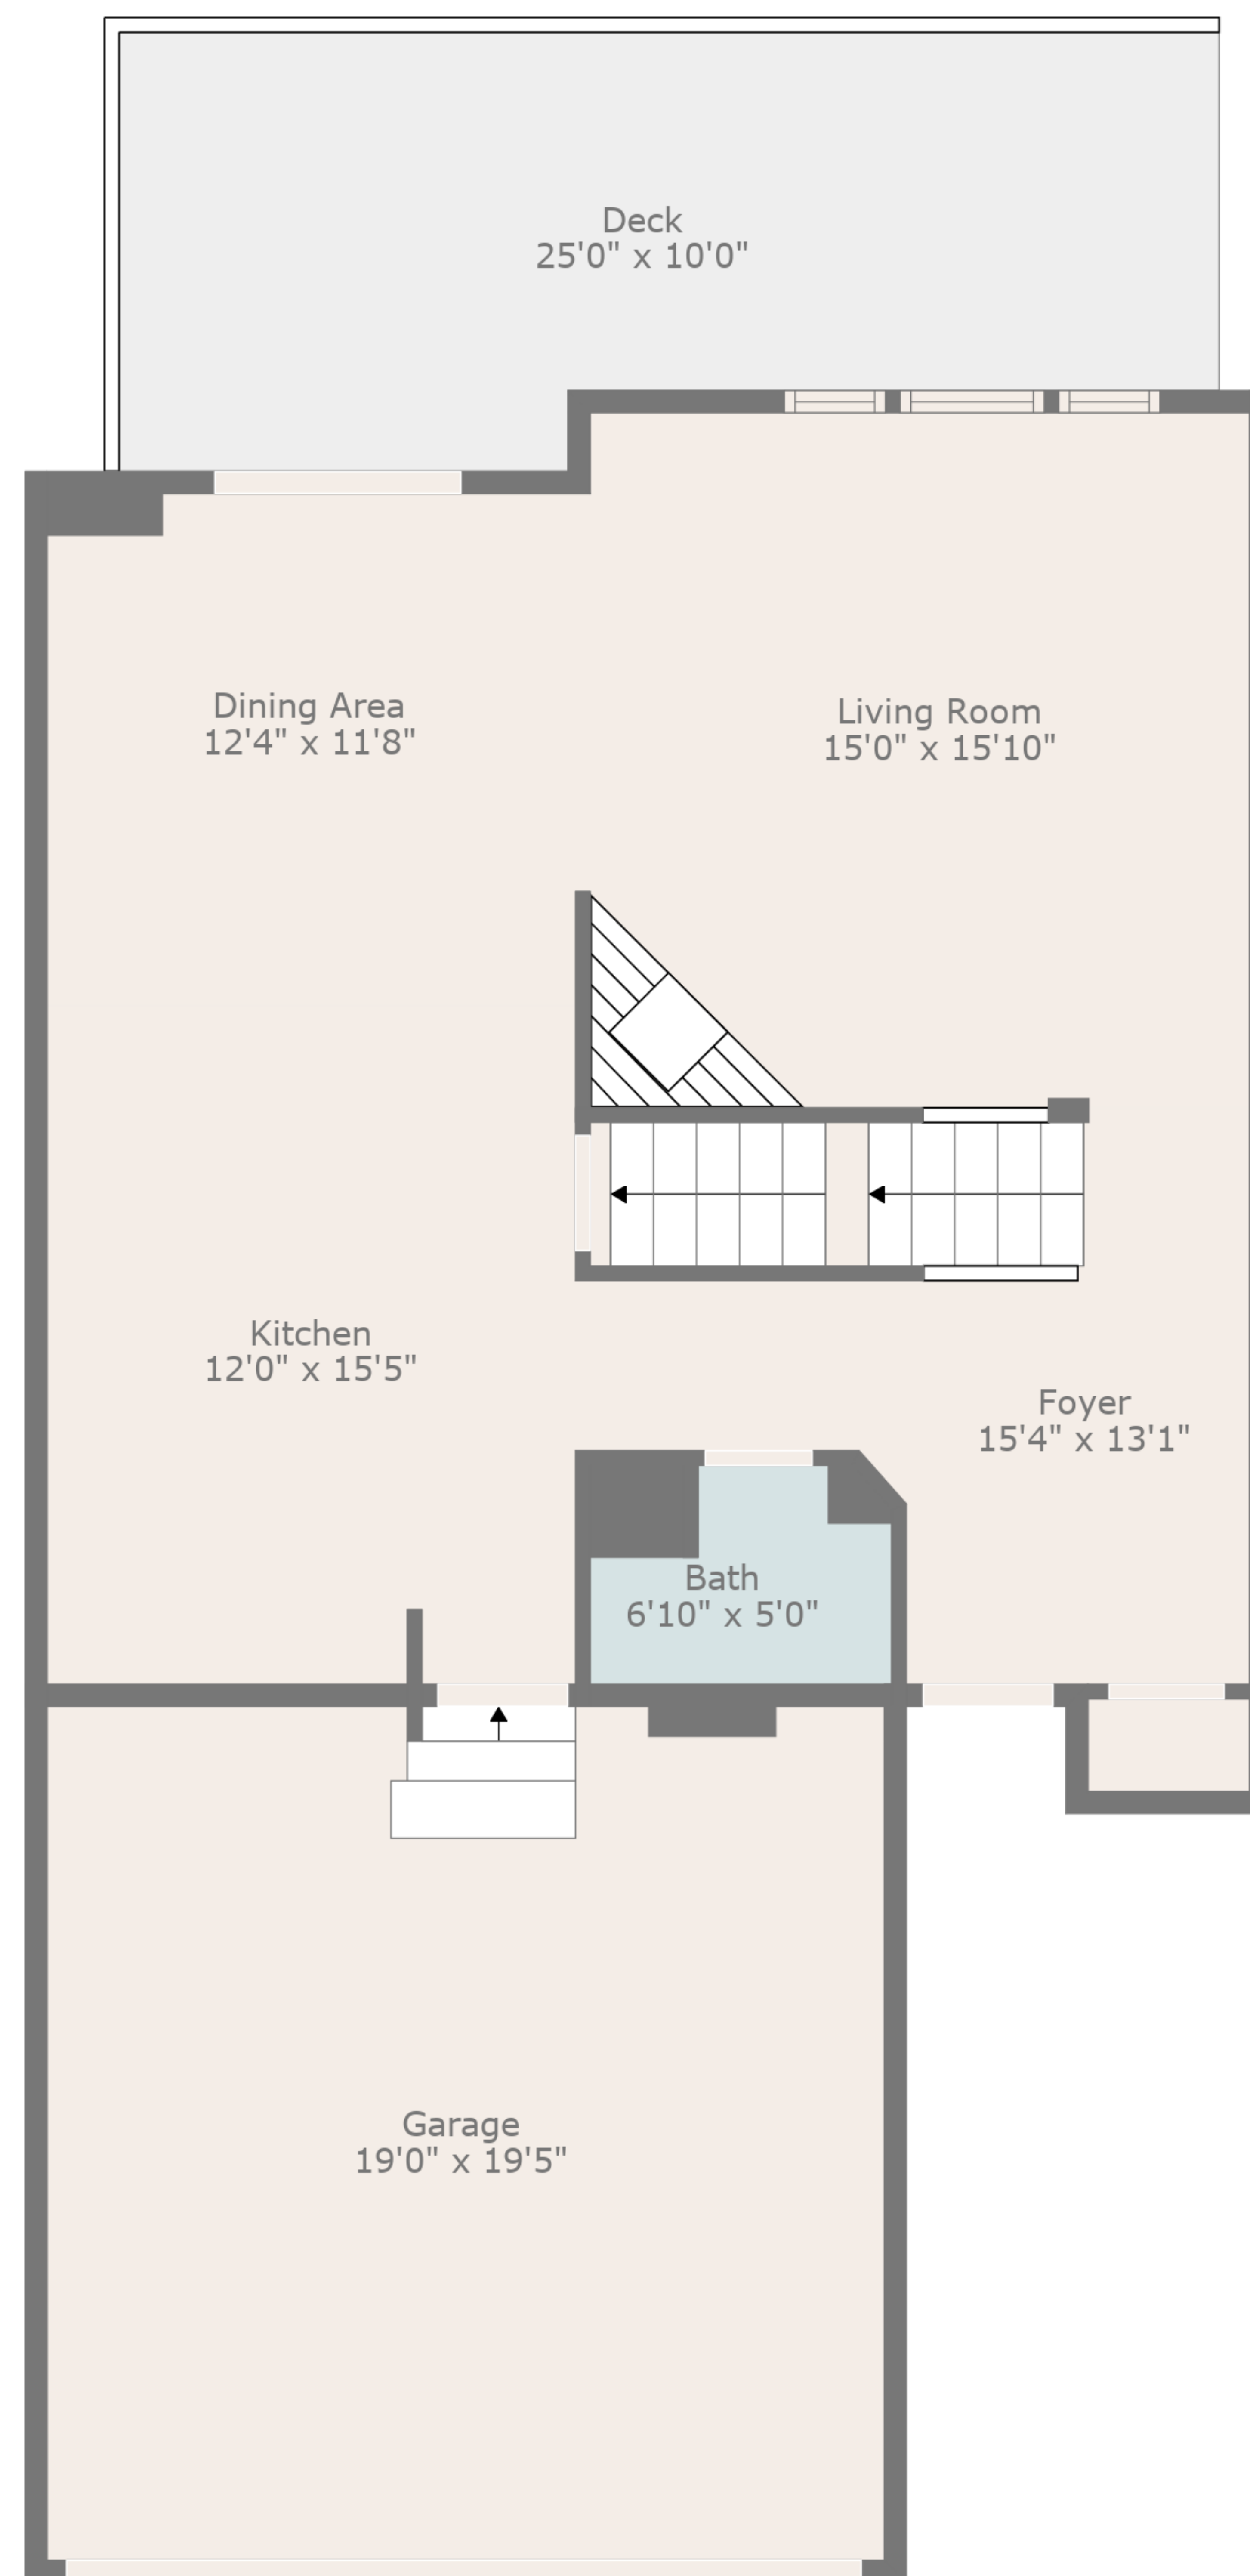 Deck
25'0" x 10'0"
Dining Area
12'4" x 11'8"
Living Room
15'0" x 15'10"
Kitchen
12'0" x 15'5"
Foyer
15'4" x 13'1"
Bath
6'10" x 5'0"
Garage
19'0" x 19'5"